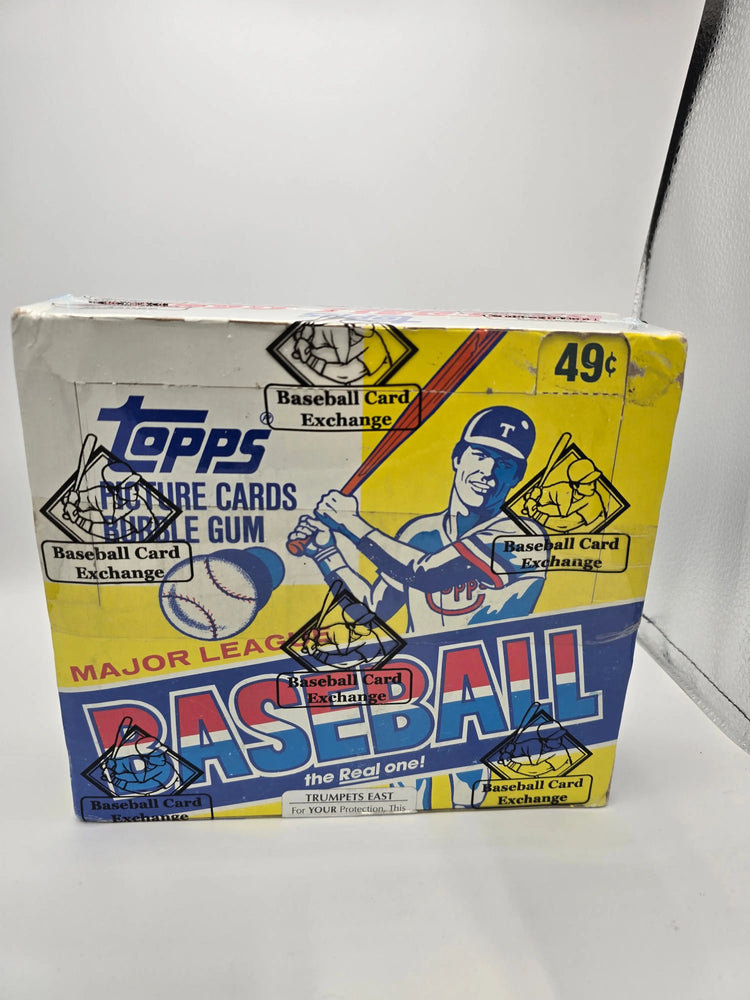 49¢
Baseball Card
Exchange
Topps®
PICTURE CARDS
BUBBLE GUM
T
Baseball Card
Exchange
Baseball Card
Exchange
TOPPS
MAJOR LEAGUE
Baseball Card
Exchange
BASEBALL
the Real one!
Baseball Card
Exchange
Baseball Card
Exchange
TRUMPETS EAST
For YOUR Protection, This